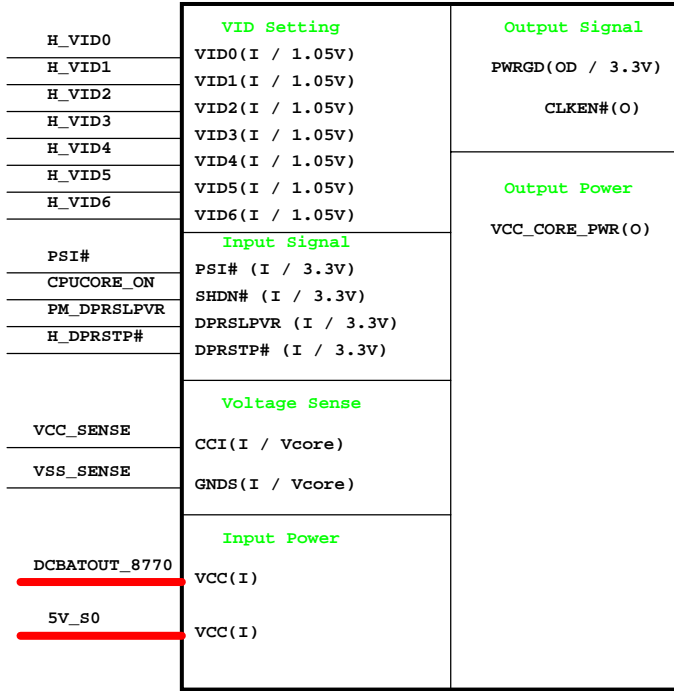 H_VID0
H_VID1
H_VID2
H_VID3
H_VID4
H_VID5
H_VID6
PSI#
CPUCORE_ON
PM_DPRSLPVR
H_DPRSTP#
VCC_SENSE
VSS_SENSE
DCBATOUT_8770
5V_S0
VID Setting
VID0(I / 1.05V)
VID1(I / 1.05V)
VID2(I / 1.05V)
VID3(I / 1.05V)
VID4(I / 1.05V)
VID5(I / 1.05V)
VID6(I / 1.05V)
Input Signal
PSI# (I / 3.3V)
SHDN# (I / 3.3V)
DPRSLPVR (I / 3.3V)
DPRSTP# (I / 3.3V)
Voltage Sense
CCI(I / Vcore)
GNDS(I / Vcore)
Input Power
VCC(I)
VCC(I)
Output Signal
PWRGD(OD / 3.3V)
CLKEN#(O)
Output Power
VCC_CORE_PWR(O)